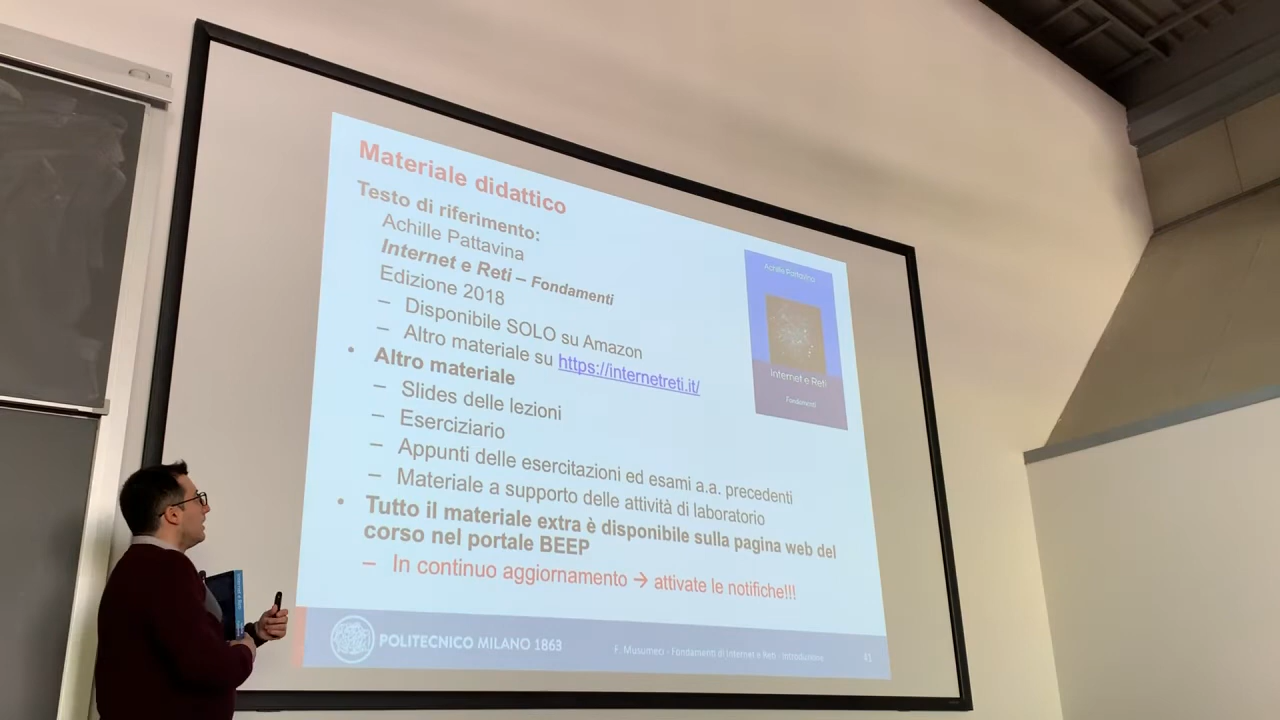 Materiale didattico
Testo di riferimento:
Achille Pattavina
Internet e Reti – Fondamenti
Edizione 2018
– Disponibile SOLO su Amazon
– Altro materiale su https://internetreti.it/
• Altro materiale
– Slides delle lezioni
– Eserciziario
– Appunti delle esercitazioni ed esami a.a. precedenti
– Materiale a supporto delle attività di laboratorio
• Tutto il materiale extra è disponibile sulla pagina web del
corso nel portale BEEP
– In continuo aggiornamento → attivate le notifiche!!!
Achille Pattavina
Internet e Reti
Fondamenti
POLITECNICO MILANO 1863
F. Musumeci - Fondamenti di Internet e Reti - Introduzione
Internet e Reti